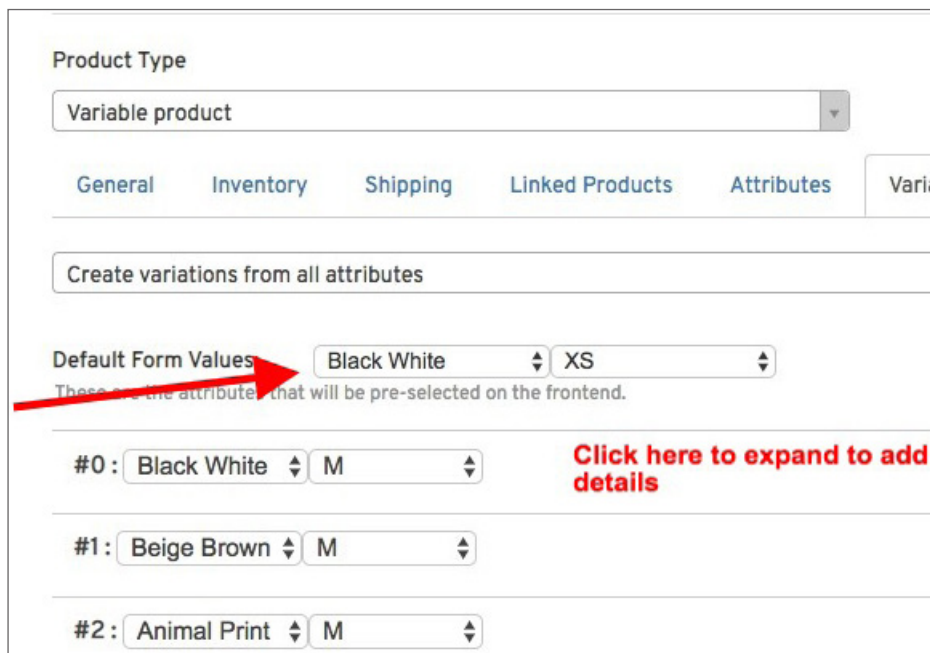 Product Type
Variable product
General Inventory Shipping Linked Products Attributes Varia
Create variations from all attributes
Default Form Values Black White XS
These are the attributes that will be pre-selected on the frontend.
#0: Black White M
Click here to expand to add
details
#1: Beige Brown M
#2: Animal Print M